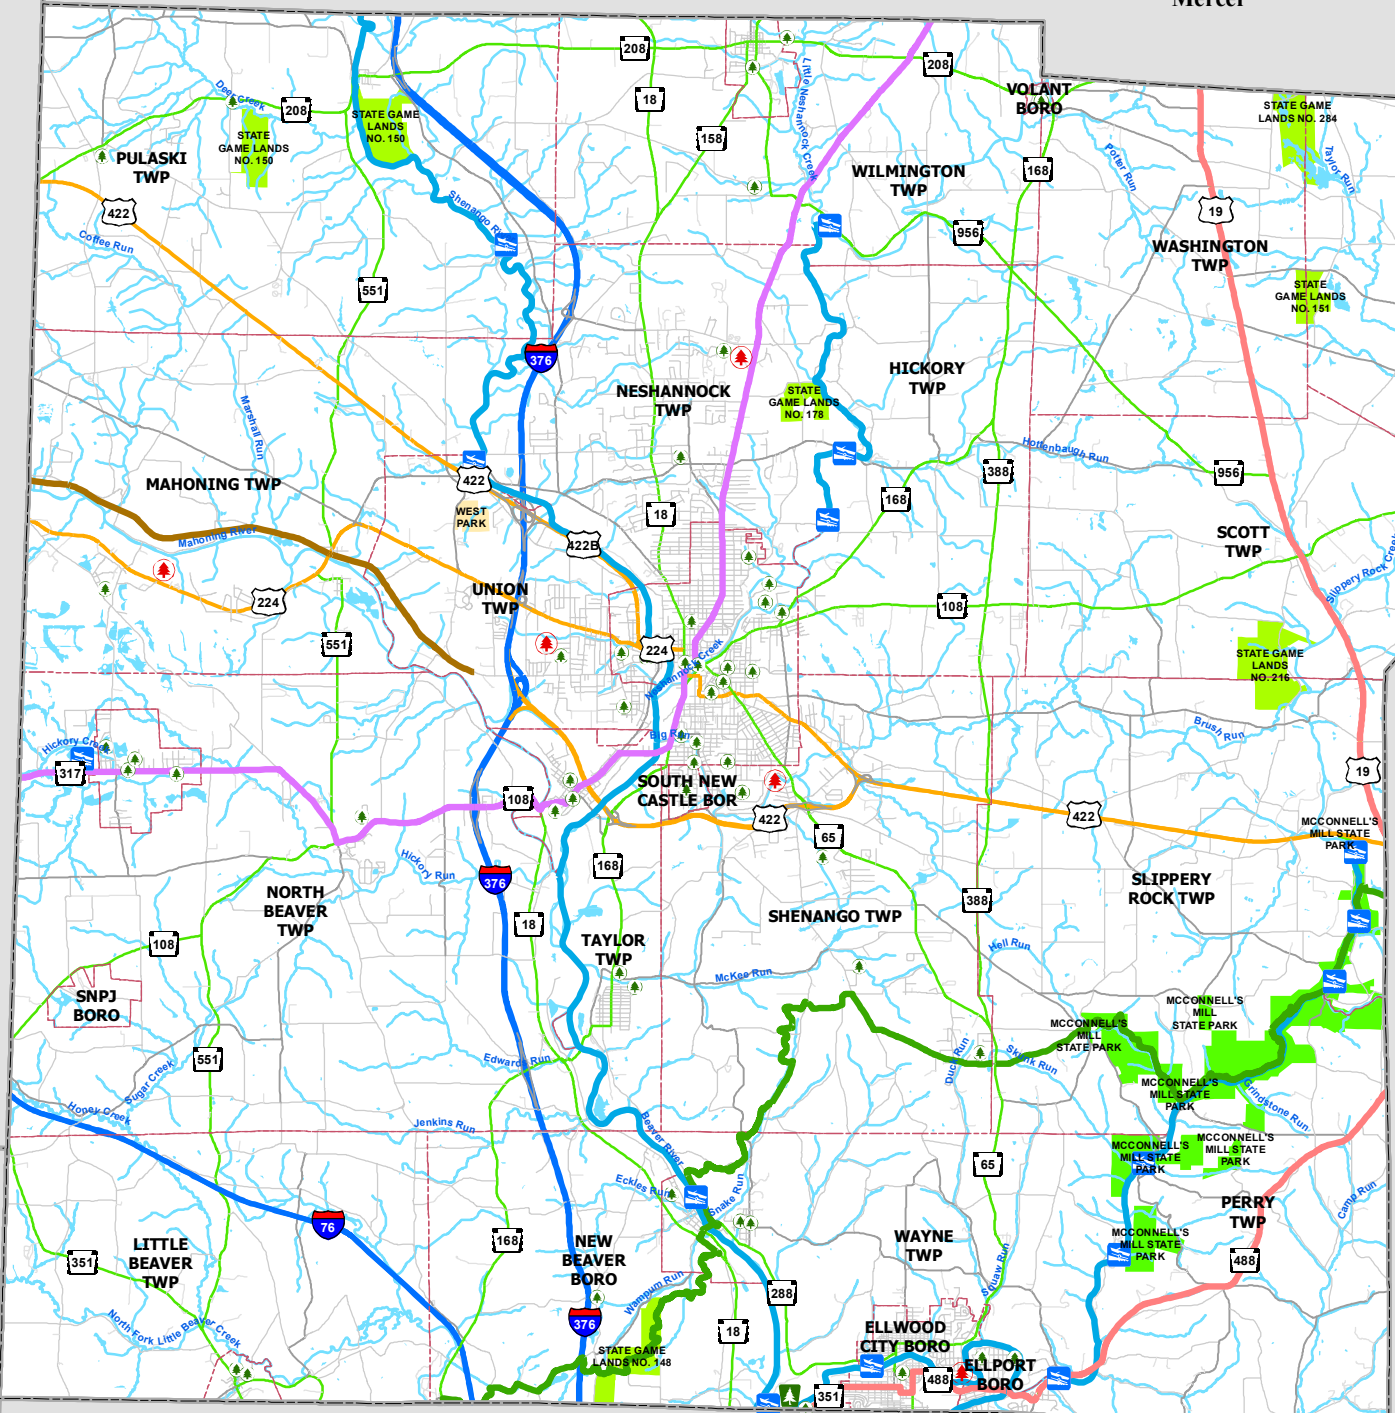 Mercer
208
208
18
158
Little Neshannock Creek
VOLANT
BORO
STATE GAME
LANDS NO. 284
Deer Creek
208
STATE GAME
LANDS
NO. 150
STATE
GAME LANDS
NO. 150
PULASKI
TWP
WILMINGTON
TWP
168
Potter Run
Taylor Run
422
Coffee Run
Shenango
19
956
WASHINGTON
TWP
551
STATE
GAME LANDS
NO. 151
376
NESHANNOCK
TWP
HICKORY
TWP
STATE
GAME LANDS
NO. 178
Marshall Run
Hottenbaugh Run
388
956
MAHONING TWP
422
168
WEST
PARK
18
422B
Mahoning River
SCOTT
TWP
Slippery Rock Creek
UNION
TWP
224
108
551
224
Neshannock Creek
STATE GAME
LANDS
NO. 216
Brush
Run
Hickory Creek
Big Run
317
19
108
SOUTH NEW
CASTLE BOR
422
422
MCCONNELL'S
MILL STATE
PARK
65
Hickory
Run
168
376
NORTH
BEAVER
TWP
SLIPPERY
ROCK TWP
388
SHENANGO TWP
18
108
TAYLOR
TWP
Hell Run
McKee Run
SNPJ
BORO
MCCONNELL'S
MILL
STATE PARK
MCCONNELL'S
MILL
STATE PARK
551
Edwards Run
Duck Run
Skunk Run
Sugar Creek
MCCONNELL'S
MILL STATE
PARK
Grindstone Run
Honey Creek
Jenkins Run
Beaver River
MCCONNELL'S
MILL STATE
PARK
MCCONNELL'S
MILL STATE
PARK
65
Eckles Run
Snake Run
Camp Run
PERRY
TWP
76
168
WAYNE
TWP
MCCONNELL'S
MILL STATE
PARK
LITTLE
BEAVER
TWP
351
NEW
BEAVER
BORO
488
Squaw Run
Wampum Run
288
North Fork Little Beaver Creek
376
18
ELLWOOD
CITY BORO
STATE GAME
LANDS NO. 148
ELLPORT
BORO
488
351